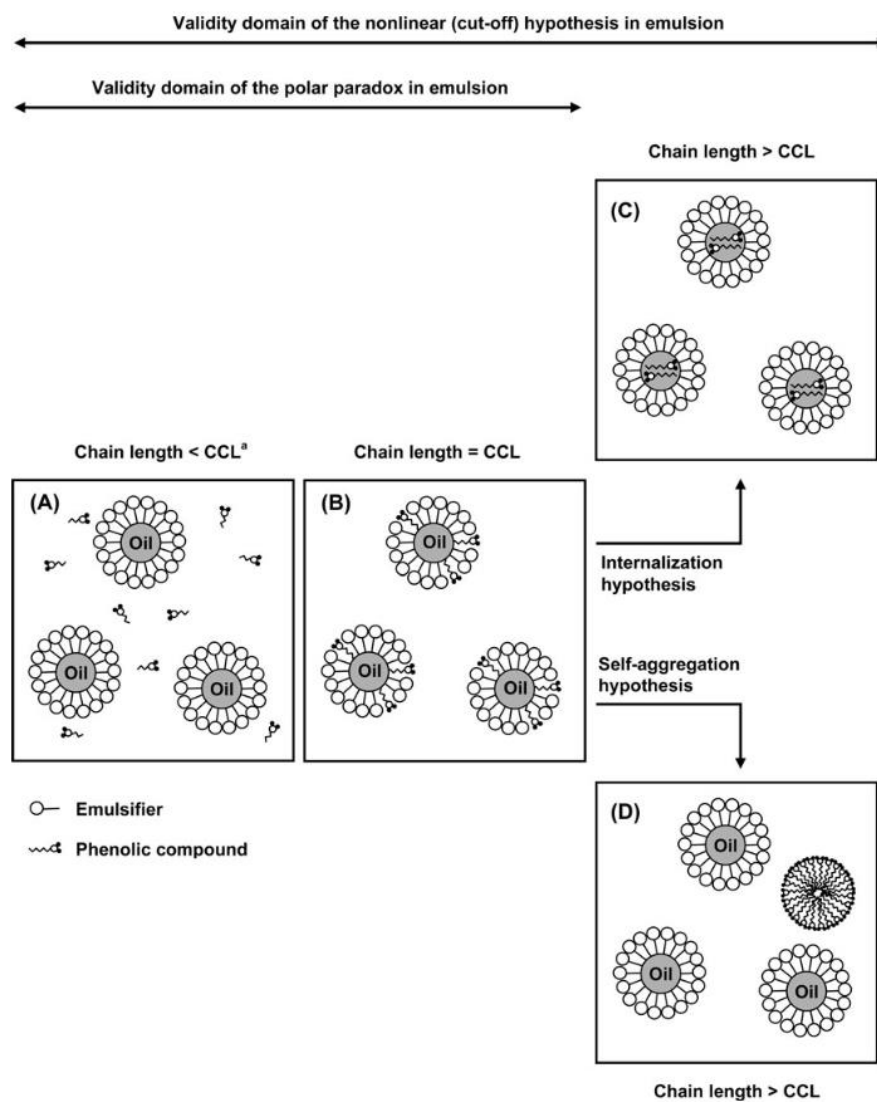 Validity domain of the nonlinear (cut-off) hypothesis in emulsion
Validity domain of the polar paradox in emulsion
Chain length > CCL
(C)
Chain length < CCLᵃ
Chain length = CCL
(A)
Oil
Oil
Oil
(B)
Oil
Oil
Oil
Internalization
hypothesis
Self-aggregation
hypothesis
Emulsifier
Phenolic compound
(D)
Oil
Oil
Oil
Chain length > CCL